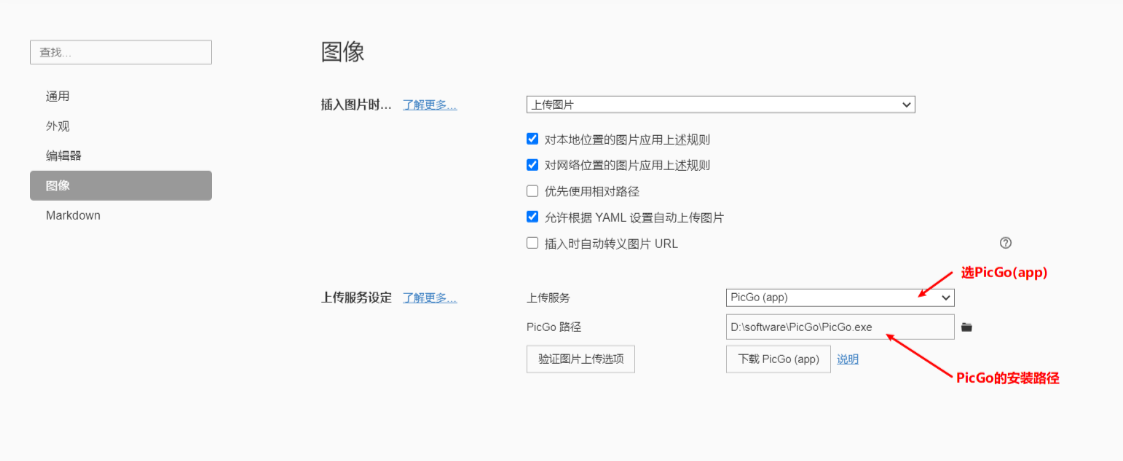 查找...
通用
外观
编辑器
图像
Markdown
图像
插入图片时... 了解更多... 上传图片
对本地位置的图片应用上述规则
对网络位置的图片应用上述规则
优先使用相对路径
允许根据 YAML 设置自动上传图片
插入时自动转义图片 URL
选PicGo(app)
上传服务设定 了解更多... 上传服务 PicGo (app)
PicGo 路径 D:\software\PicGo\PicGo.exe
验证图片上传选项 下载 PicGo (app) 说明
PicGo的安装路径